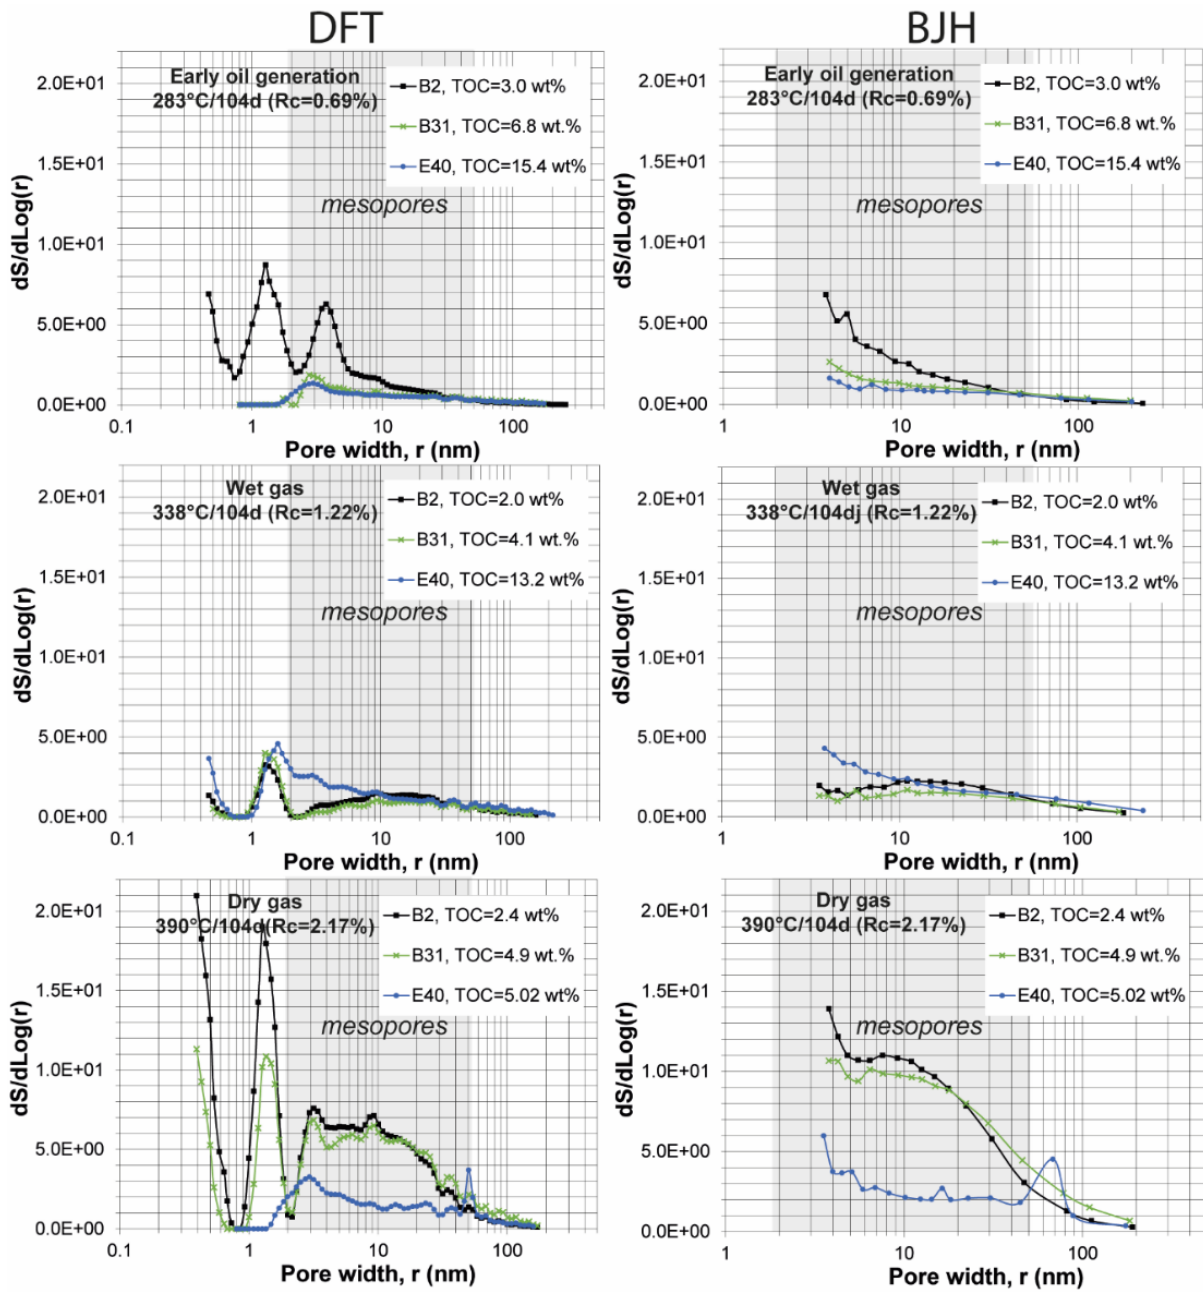 DFT
BJH
Early oil generation
283°C/104d (Rc=0.69%)
B2, TOC=3.0 wt%
B31, TOC=6.8 wt.%
E40, TOC=15.4 wt%
mesopores
dS/dLog(r)
2.0E+01
1.5E+01
1.0E+01
5.0E+00
0.0E+00
0.1
1
10
100
Pore width, r (nm)
Early oil generation
283°C/104d (Rc=0.69%)
B2, TOC=3.0 wt%
B31, TOC=6.8 wt.%
E40, TOC=15.4 wt%
mesopores
dS/dLog(r)
2.0E+01
1.5E+01
1.0E+01
5.0E+00
0.0E+00
1
10
100
Pore width, r (nm)
Wet gas
338°C/104d (Rc=1.22%)
B2, TOC=2.0 wt%
B31, TOC=4.1 wt.%
E40, TOC=13.2 wt%
mesopores
dS/dLog(r)
2.0E+01
1.5E+01
1.0E+01
5.0E+00
0.0E+00
0.1
1
10
100
Pore width, r (nm)
Wet gas
338°C/104dj (Rc=1.22%)
B2, TOC=2.0 wt%
B31, TOC=4.1 wt.%
E40, TOC=13.2 wt%
mesopores
dS/dLog(r)
2.0E+01
1.5E+01
1.0E+01
5.0E+00
0.0E+00
1
10
100
Pore width, r (nm)
Dry gas
390°C/104d(Rc=2.17%)
B2, TOC=2.4 wt%
B31, TOC=4.9 wt.%
E40, TOC=5.02 wt%
mesopores
dS/dLog(r)
2.0E+01
1.5E+01
1.0E+01
5.0E+00
0.0E+00
0.1
1
10
100
Pore width, r (nm)
Dry gas
390°C/104d (Rc=2.17%)
B2, TOC=2.4 wt%
B31, TOC=4.9 wt.%
E40, TOC=5.02 wt%
mesopores
dS/dLog(r)
2.0E+01
1.5E+01
1.0E+01
5.0E+00
0.0E+00
1
10
100
Pore width, r (nm)